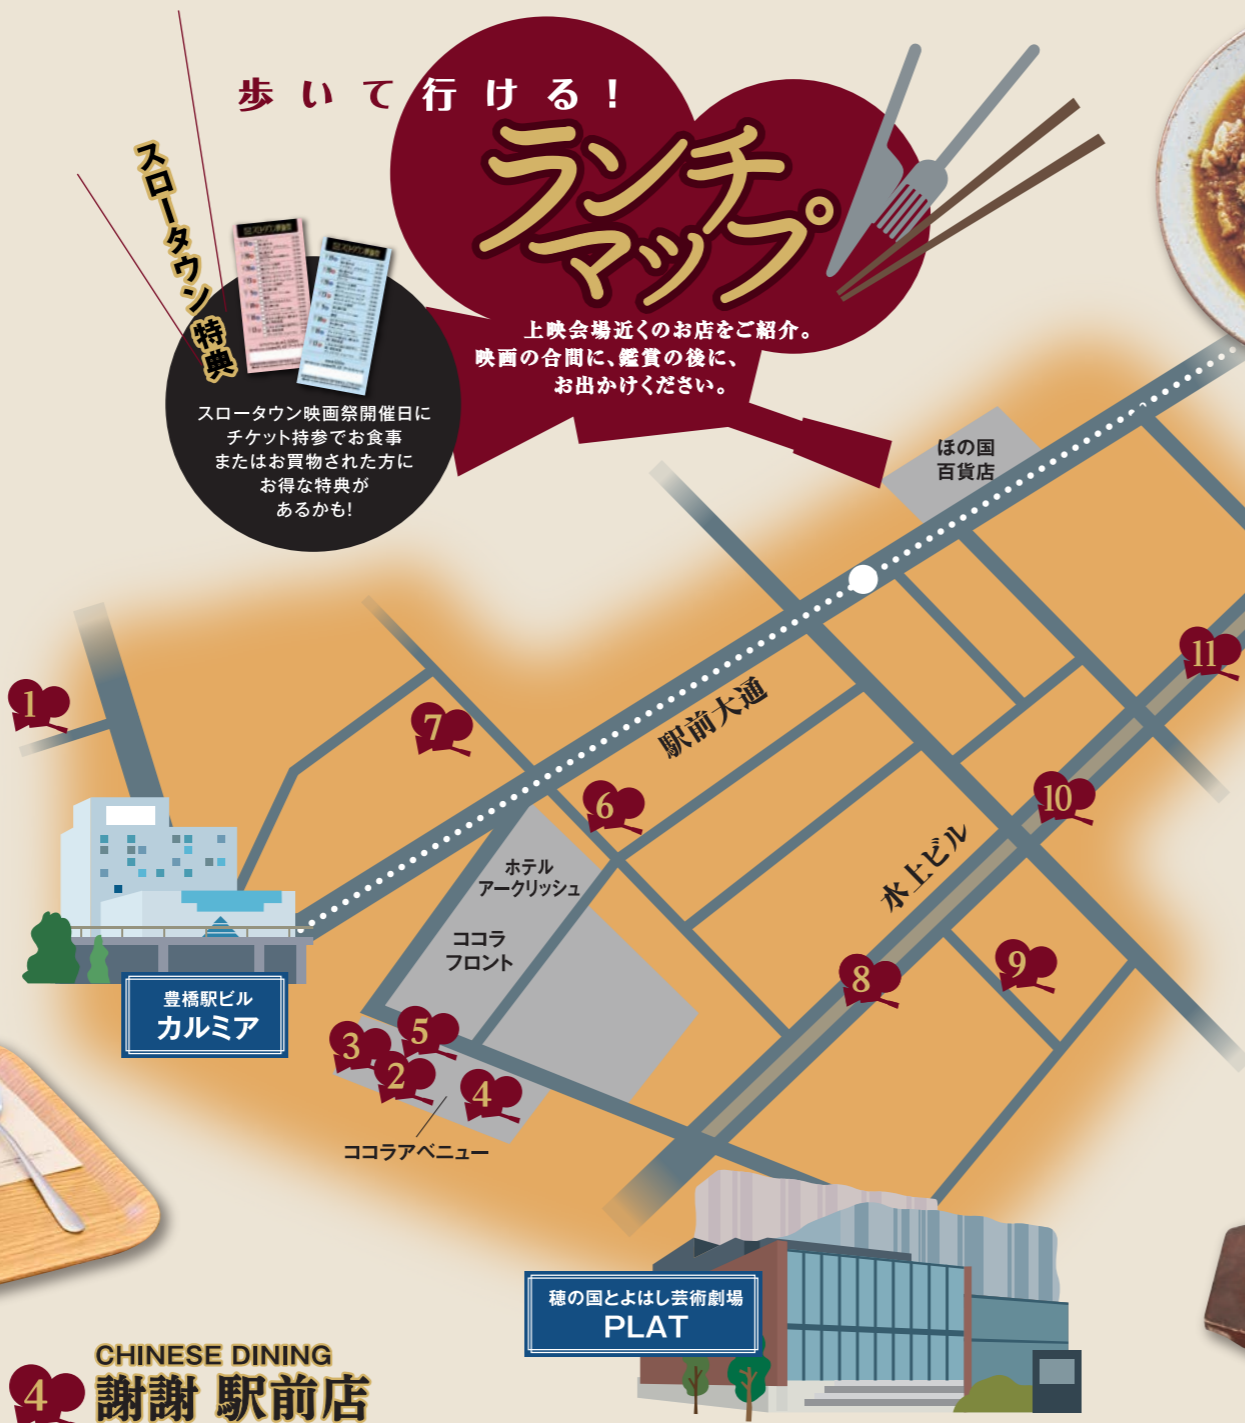 歩いて行ける!
ランチ
マップ
上映会場近くのお店をご紹介。
映画の合間に、鑑賞の後に、
お出かけください。
スロータウン特典
スロータウン映画祭開催日に
チケット持参でお食事
またはお買物された方に
お得な特典が
あるかも!
ほの国
百貨店
11
1
7
駅前大通
6
10
ホテル
アークリッシュ
水上ビル
ココラ
フロント
9
8
豊橋駅ビル
カルミア
5
3
2
4
ココラアベニュー
穂の国とよはし芸術劇場
PLAT
CHINESE DINING
4
謝謝 駅前店